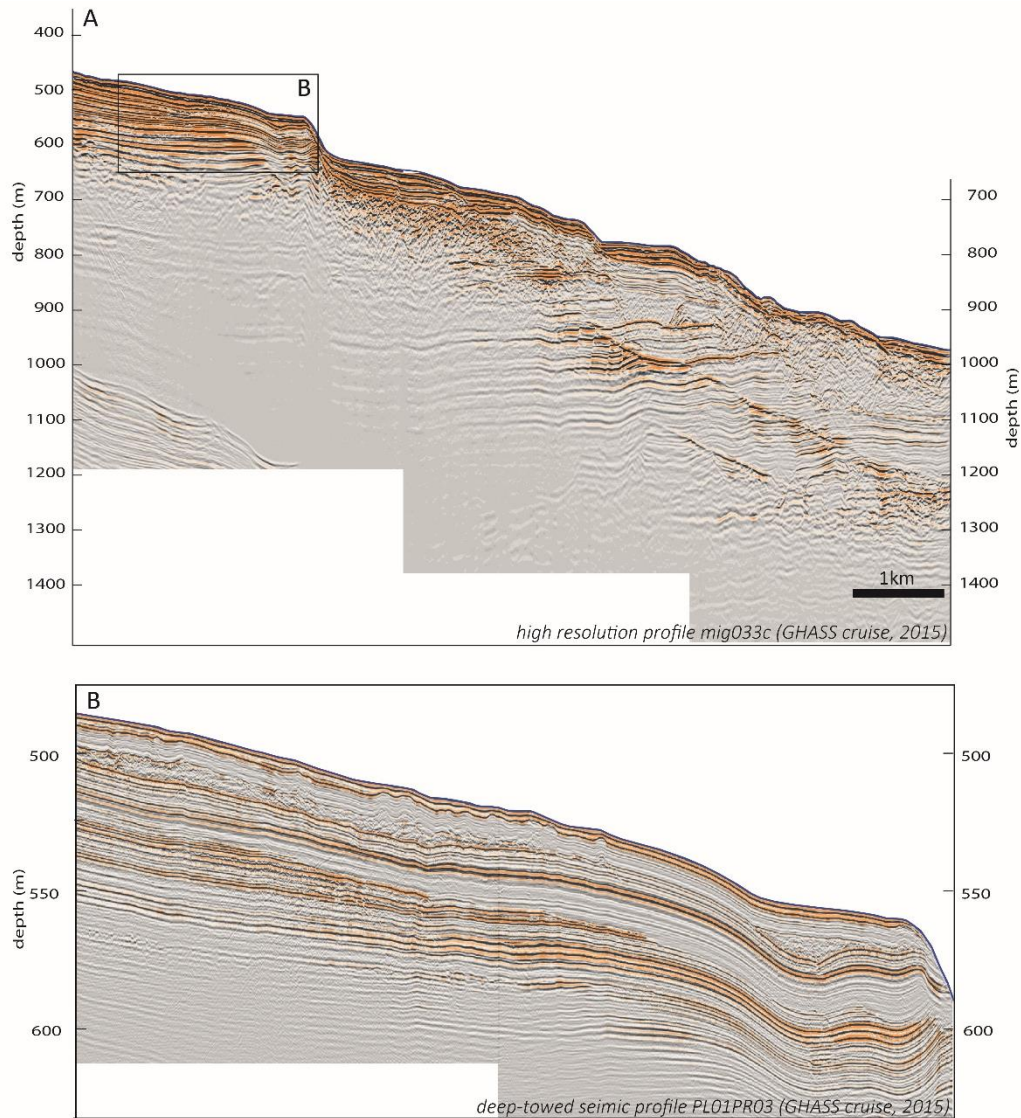 A
400
500
600
700
800
900
1000
1100
1200
1300
1400
depth (m)
B
700
800
900
1000
1100
1200
1300
1400
depth (m)
1km
high resolution profile mig033c (GHASS cruise, 2015)
B
500
550
600
depth (m)
500
550
600
depth (m)
deep-towed seimic profile PL01PR03 (GHASS cruise, 2015)